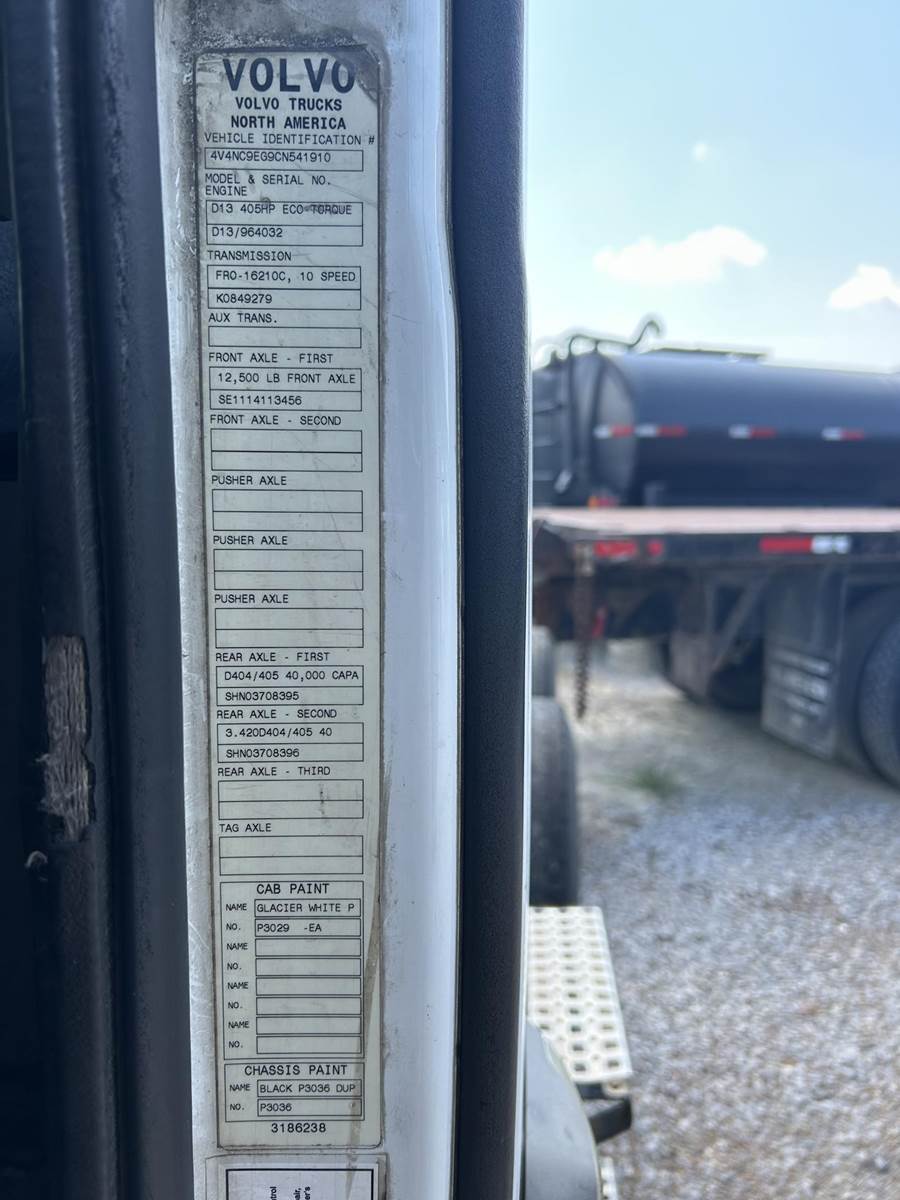 VOLVO
VOLVO TRUCKS
NORTH AMERICA
VEHICLE IDENTIFICATION #
4V4NC9EG9CN541910
MODEL & SERIAL NO.
ENGINE
D13 405HP ECO-TORQUE
D13/964032
TRANSMISSION
FRO-16210C, 10 SPEED
K0849279
AUX TRANS.
FRONT AXLE - FIRST
12,500 LB FRONT AXLE
SE1114113456
FRONT AXLE - SECOND
PUSHER AXLE
PUSHER AXLE
PUSHER AXLE
REAR AXLE - FIRST
D404/405 40,000 CAPA
SHN03708395
REAR AXLE - SECOND
3.420D404/405 40
SHN03708396
REAR AXLE - THIRD
TAG AXLE
CAB PAINT
NAME GLACIER WHITE P
NO. P3029 -EA
NAME
NO.
NAME
NO.
NAME
NO.
CHASSIS PAINT
NAME BLACK P3036 DUP
NO. P3036
3186238